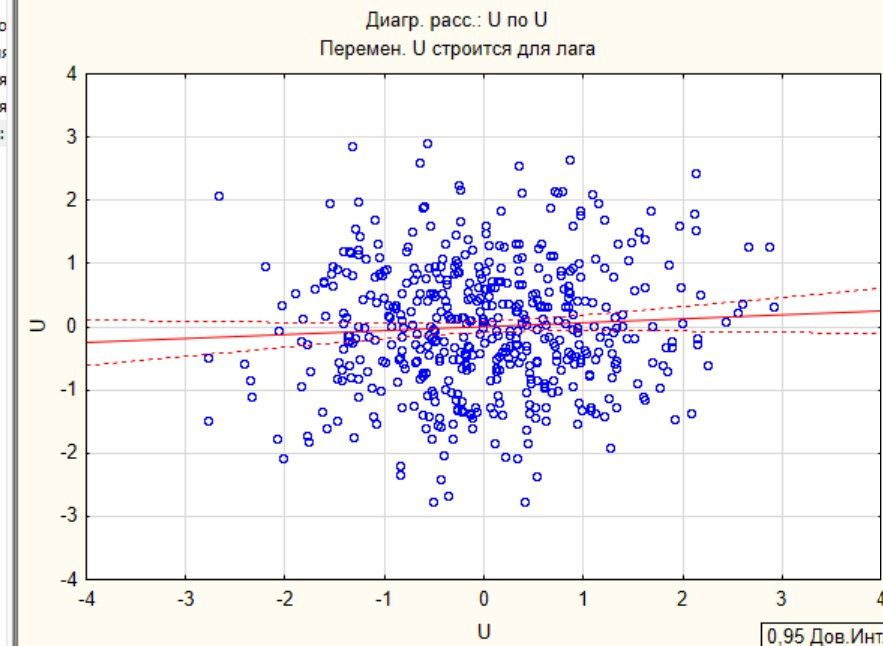 Диагр. расс.: U по U
Перемен. U строится для лага
4
3
2
1
0
-1
-2
-3
-4
U
-4 -3 -2 -1 0 1 2 3 4
U
0,95 Дов.Инт.